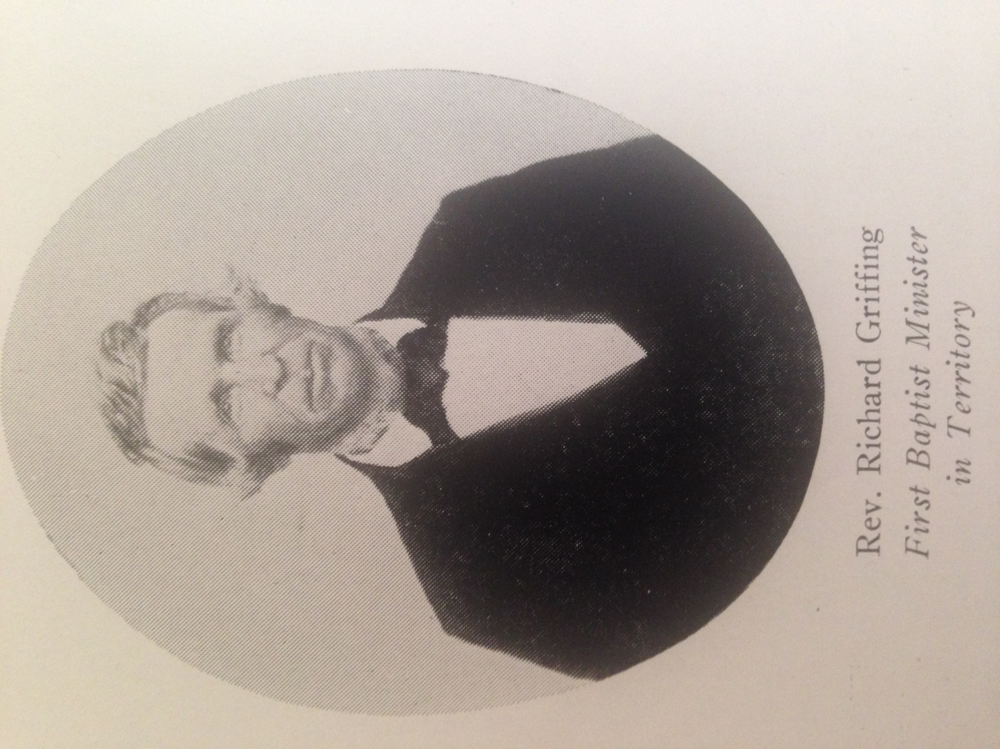 Rev. Richard Griffing
First Baptist Minister
in Territory